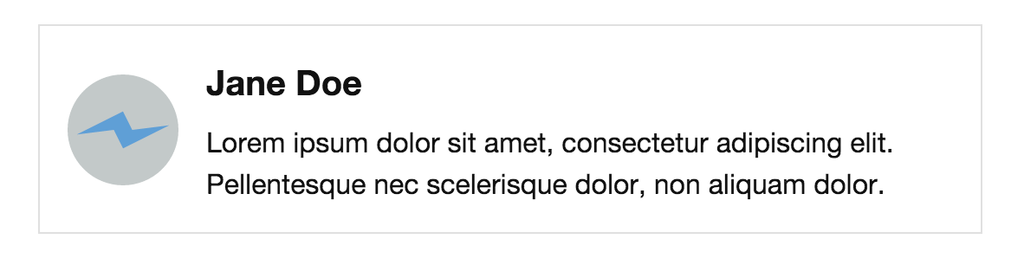 Jane Doe
Lorem ipsum dolor sit amet, consectetur adipiscing elit.
Pellentesque nec scelerisque dolor, non aliquam dolor.